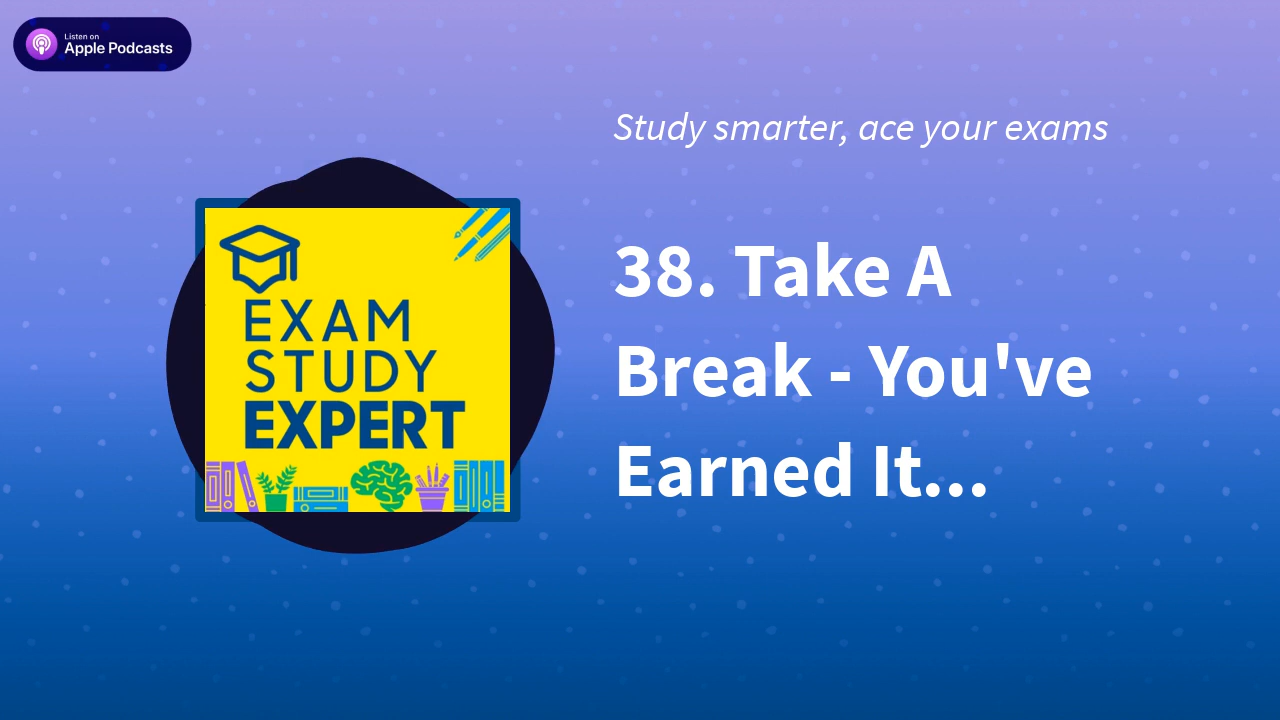 Listen on
Apple Podcasts
Study smarter, ace your exams
EXAM
STUDY
EXPERT
38. Take A
Break - You've
Earned It...